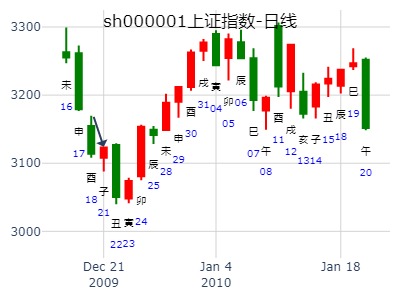 sh000001上证指数-日线
3300
3200
3100
3000
未
16
申
17
酉
18
子
21
丑
22
寅
23
卯
24
辰
25
未
28
申
29
酉
30
戌
31
寅
04
卯
05
辰
06
巳
07
午
08
酉
11
戌
12
亥
13
子
14
丑
15
辰
18
巳
19
午
20
Dec 21
2009
Jan 4
2010
Jan 18